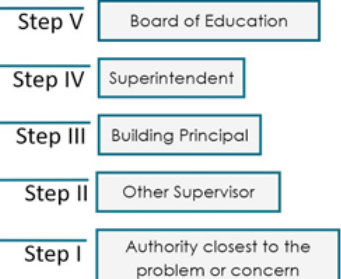 Step V Board of Education
Step IV Superintendent
Step III Building Principal
Step II Other Supervisor
Step I Authority closest to the
problem or concern